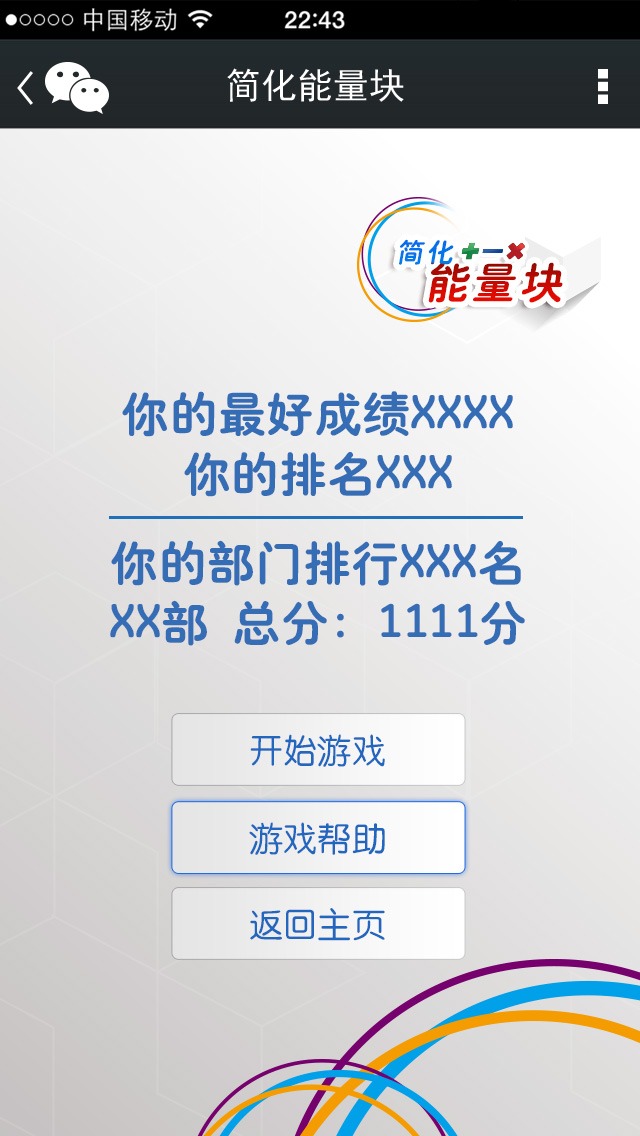 中国移动 22:43
简化能量块
简化
能量块
你的最好成绩XXXX
你的排名XXX
你的部门排行XXX名
XX部 总分：1111分
开始游戏
游戏帮助
返回主页